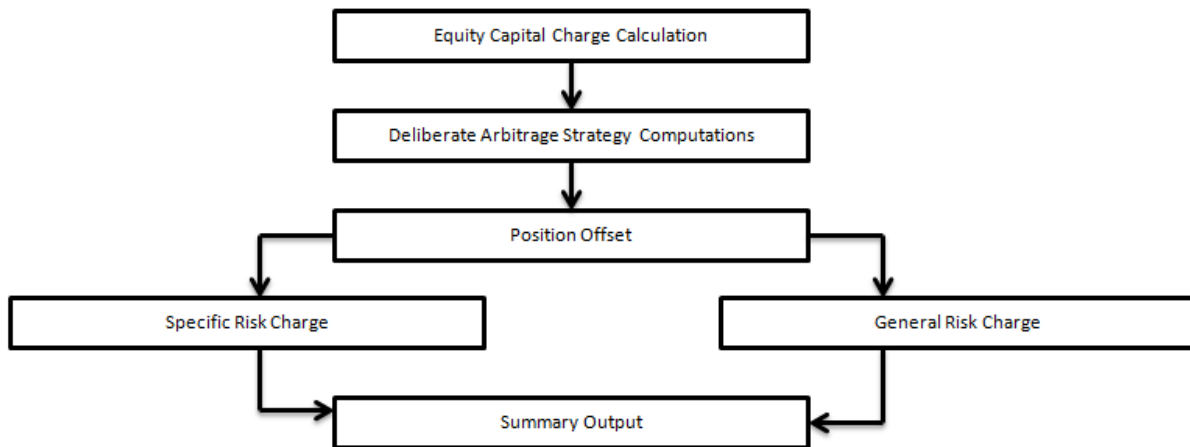 Equity Capital Charge Calculation
Deliberate Arbitrage Strategy Computations
Position Offset
Specific Risk Charge
General Risk Charge
Summary Output